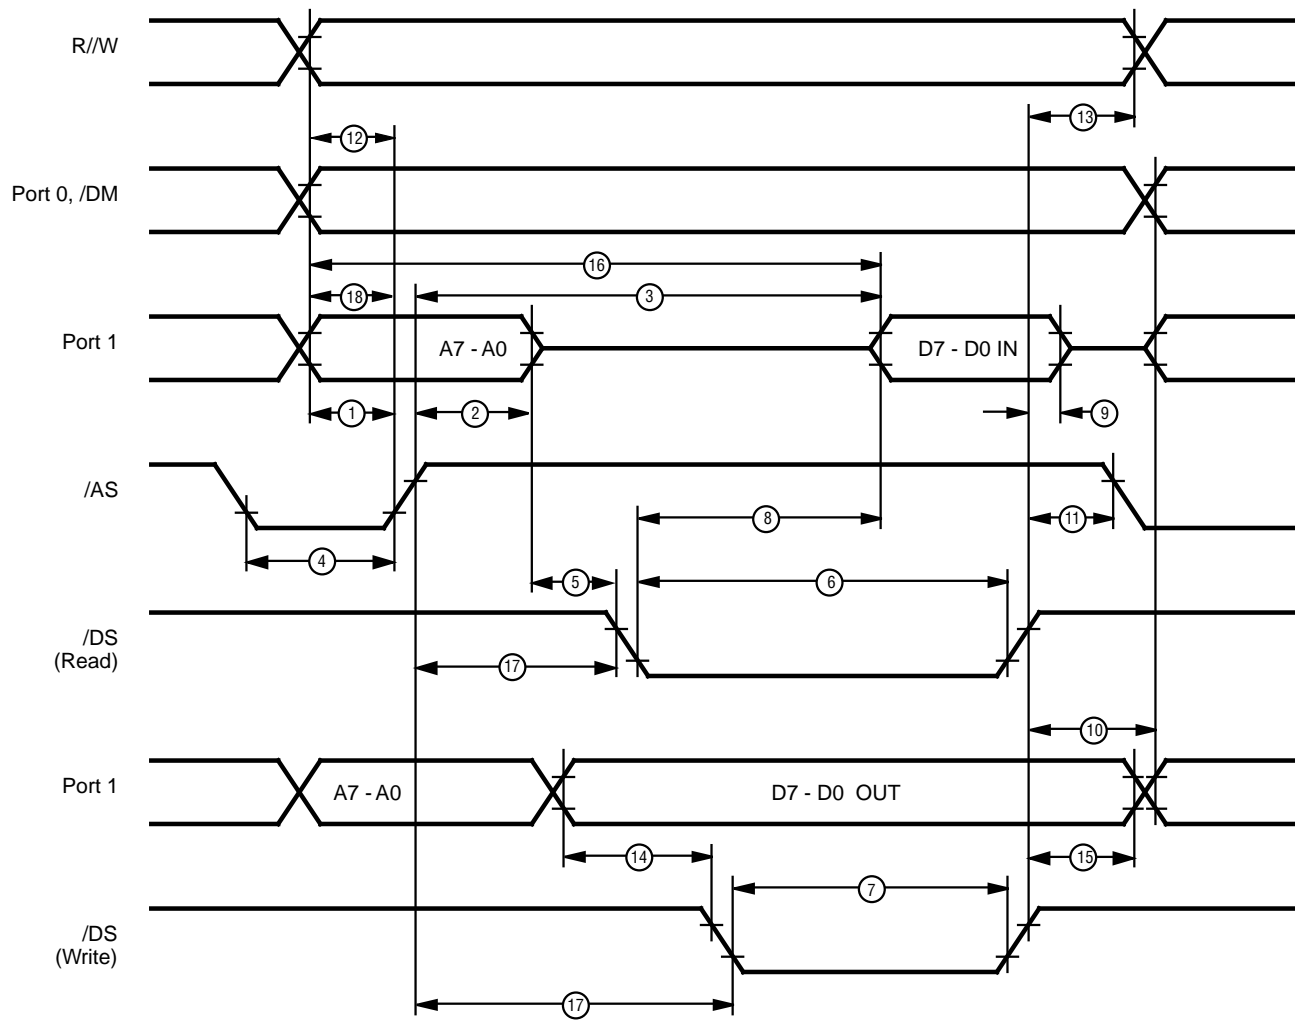 R//W
13
12
Port 0, /DM
16
18
3
Port 1
A7 - A0
D7 - D0 IN
1
2
9
/AS
8
11
4
5
6
/DS
(Read)
17
10
Port 1
A7 - A0
D7 - D0 OUT
14
15
7
/DS
(Write)
17